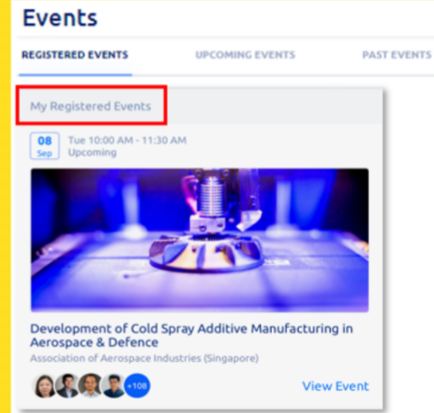 Events
REGISTERED EVENTS
UPCOMING EVENTS
PAST EVENTS
My Registered Events
08
Sep
Tue 10:00 AM - 11:30 AM
Upcoming
Development of Cold Spray Additive Manufacturing in
Aerospace & Defence
Association of Aerospace Industries (Singapore)
+108
View Event